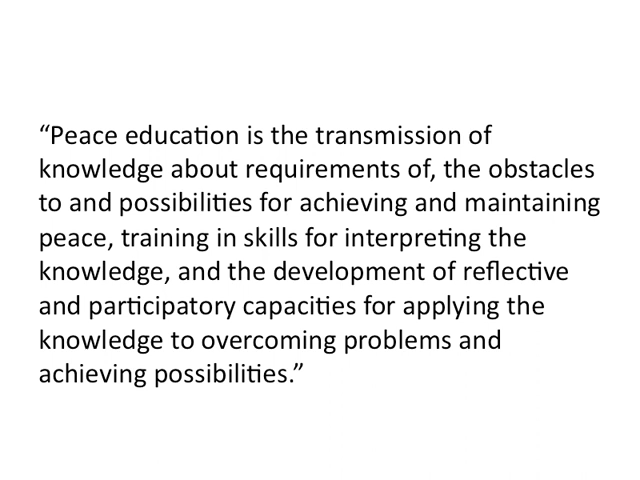 “Peace education is the transmission of
knowledge about requirements of, the obstacles
to and possibilities for achieving and maintaining
peace, training in skills for interpreting the
knowledge, and the development of reflective
and participatory capacities for applying the
knowledge to overcoming problems and
achieving possibilities.”